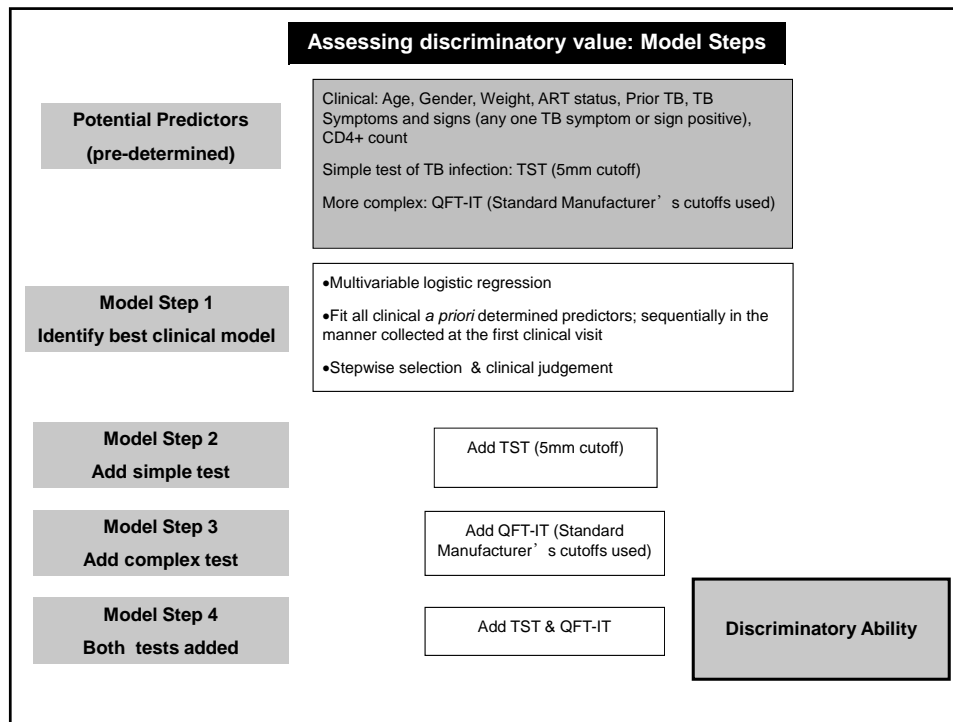 Assessing discriminatory value: Model Steps
Potential Predictors
(pre-determined)
Clinical: Age, Gender, Weight, ART status, Prior TB, TB
Symptoms and signs (any one TB symptom or sign positive),
CD4+ count
Simple test of TB infection: TST (5mm cutoff)
More complex: QFT-IT (Standard Manufacturer’s cutoffs used)
Model Step 1
Identify best clinical model
•Multivariable logistic regression
•Fit all clinical a priori determined predictors; sequentially in the
manner collected at the first clinical visit
•Stepwise selection & clinical judgement
Model Step 2
Add simple test
Add TST (5mm cutoff)
Model Step 3
Add complex test
Add QFT-IT (Standard
Manufacturer’s cutoffs used)
Model Step 4
Both tests added
Add TST & QFT-IT
Discriminatory Ability